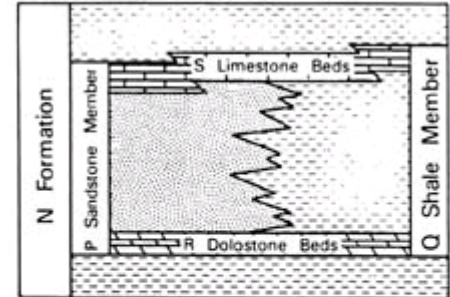 N Formation
P Sandstone Member
S Limestone Beds
R Dolostone Beds
Q Shale Member